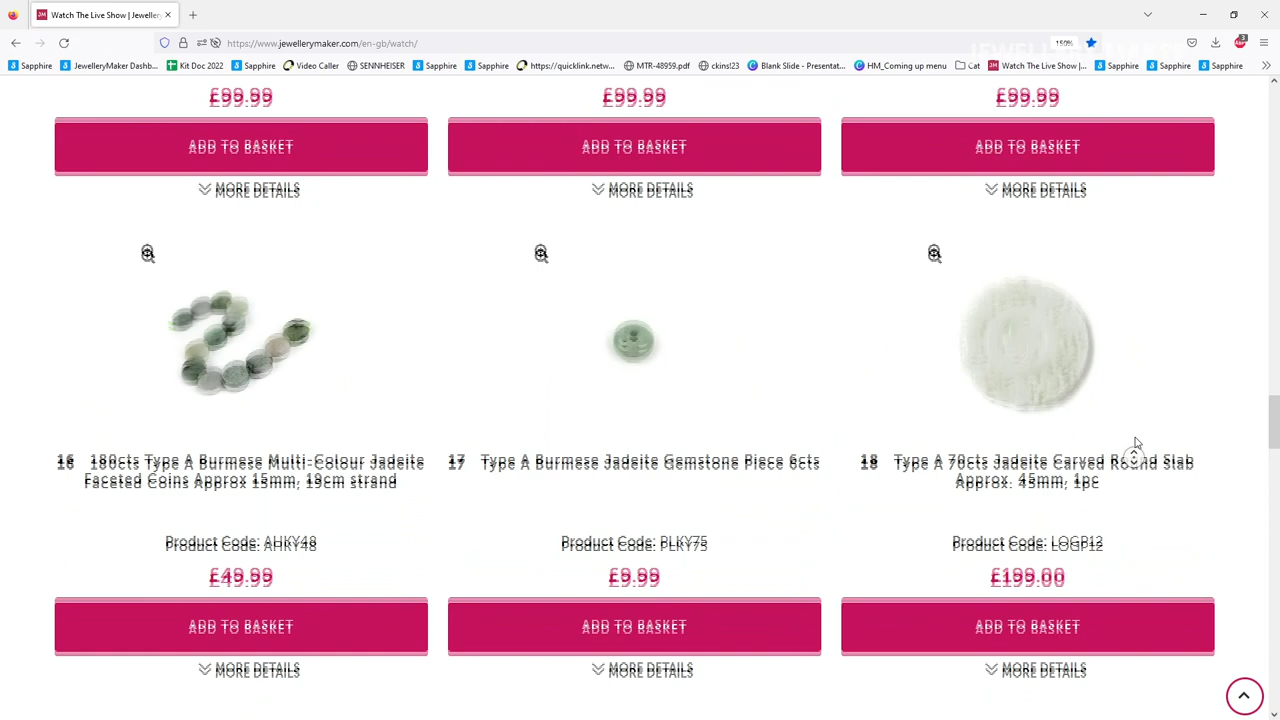 Watch The Live Show | Jeweller
https://www.jewellerymaker.com
gb/watch/
150%
3
Sapphire
JewelleryMaker Dashb...
Kit Doc 2022
Sapphire
Video Caller
SENNHEISER
Sapphire
Sapphire
https://quicklink.netw...
MTR-48959.pdf
ckins!23
Blank Slide - Presentat...
HM_Coming up menu
Cat
Watch The Live Show |...
Sapphire
Sapphire
Sapphire
£99.99
£99.99
£99.99
ADD TO BASKET
ADD TO BASKET
ADD TO BASKET
MORE DETAILS
MORE DETAILS
MORE DETAILS
16 180cts Type A Burmese Multi-Colour Jadeite
Faceted Coins Approx 15mm, 19cm strand
17 Type A Burmese Jadeite Gemstone Piece 6cts
18 Type A 70cts Jadeite Carved Round Slab
Approx. 45mm, 1pc
Product Code: AHKY48
Product Code: PLKY75
Product Code: LOGP12
£49.99
£9.99
£199.00
ADD TO BASKET
ADD TO BASKET
ADD TO BASKET
MORE DETAILS
MORE DETAILS
MORE DETAILS